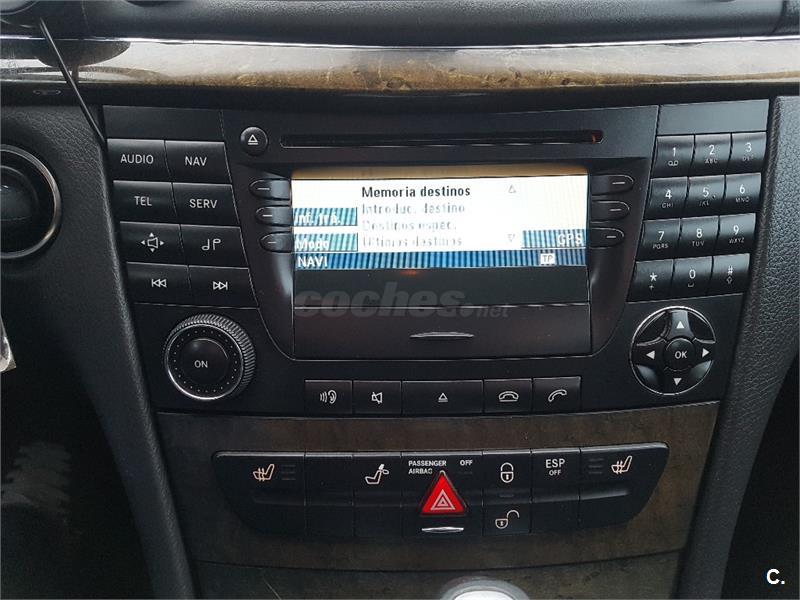 AUDIO
NAV
TEL
SERV
ON
Memoria destinos
Introduc. destino
Destinos espec.
Últimos destinos
Modo
GPS
NAVI
TP
1
2 ABC
3 DEF
4 GHI
5 JKL
6 MNO
7 PQRS
8 TUV
9 WXYZ
*
0
#
OK
PASSENGER AIRBAG OFF
ESP OFF
coches.net
C.